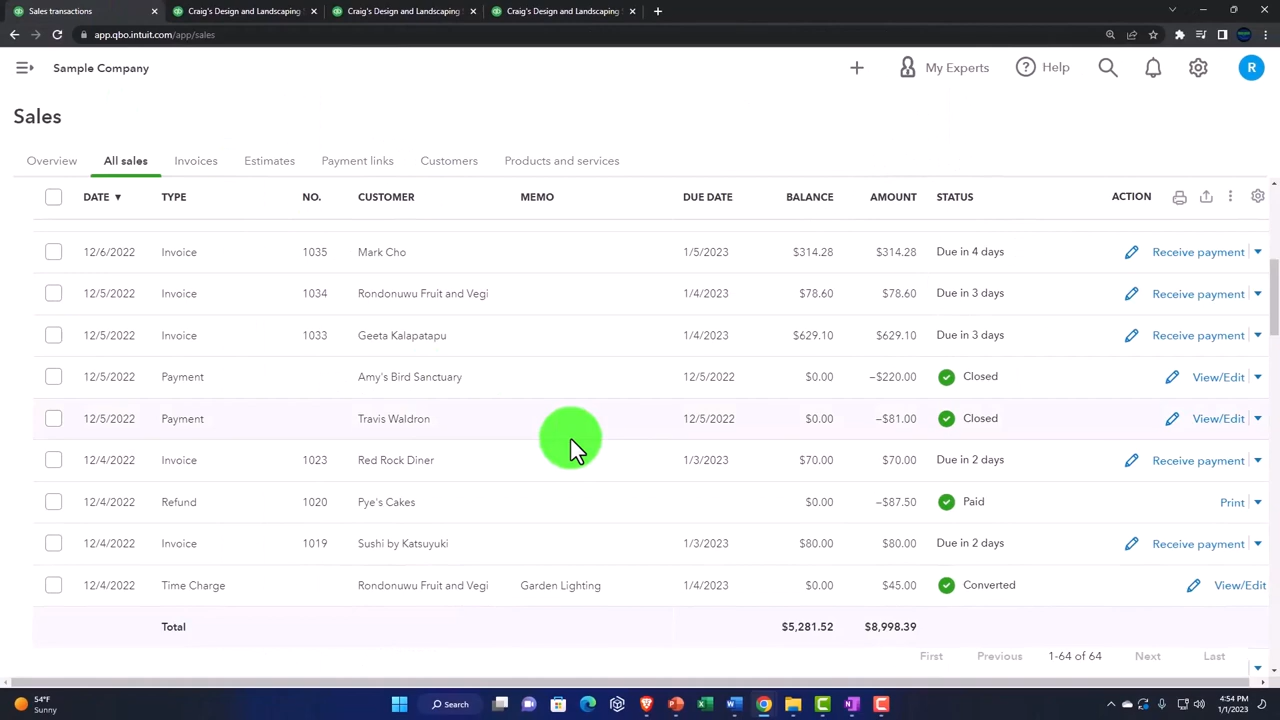 Sales transactions Craig's Design and Landscaping Craig's Design and Landscaping Craig's Design and Landscaping
app.qbo.intuit.com/app/sales
Sample Company My Experts Help R
Sales
Overview All sales Invoices Estimates Payment links Customers Products and services
DATE TYPE NO. CUSTOMER MEMO DUE DATE BALANCE AMOUNT STATUS ACTION
12/6/2022 Invoice 1035 Mark Cho 1/5/2023 $314.28 $314.28 Due in 4 days Receive payment
12/5/2022 Invoice 1034 Rondonuwu Fruit and Vegi 1/4/2023 $78.60 $78.60 Due in 3 days Receive payment
12/5/2022 Invoice 1033 Geeta Kalapatapu 1/4/2023 $629.10 $629.10 Due in 3 days Receive payment
12/5/2022 Payment Amy's Bird Sanctuary 12/5/2022 $0.00 –$220.00 Closed View/Edit
12/5/2022 Payment Travis Waldron 12/5/2022 $0.00 –$81.00 Closed View/Edit
12/4/2022 Invoice 1023 Red Rock Diner 1/3/2023 $70.00 $70.00 Due in 2 days Receive payment
12/4/2022 Refund 1020 Pye's Cakes $0.00 –$87.50 Paid Print
12/4/2022 Invoice 1019 Sushi by Katsuyuki 1/3/2023 $80.00 $80.00 Due in 2 days Receive payment
12/4/2022 Time Charge Rondonuwu Fruit and Vegi Garden Lighting 1/4/2023 $0.00 $45.00 Converted View/Edit
Total $5,281.52 $8,998.39
First Previous 1-64 of 64 Next Last
54°F
Sunny
Search
4:54 PM
1/1/2023